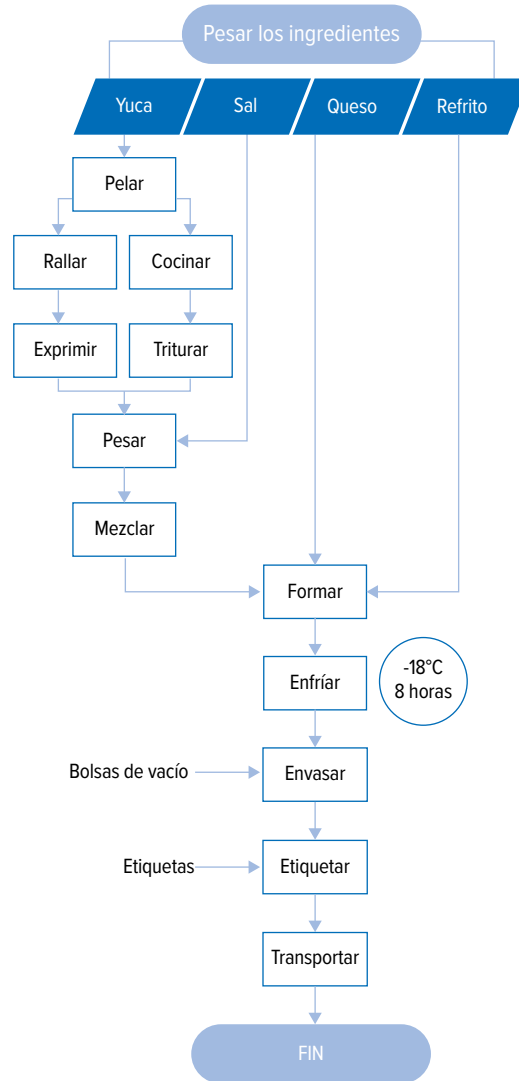 Pesar los ingredientes
Yuca
Sal
Queso
Refrito
Pelar
Rallar
Cocinar
Exprimir
Triturar
Pesar
Mezclar
Formar
Enfríar
-18°C
8 horas
Bolsas de vacío
Envasar
Etiquetas
Etiquetar
Transportar
FIN